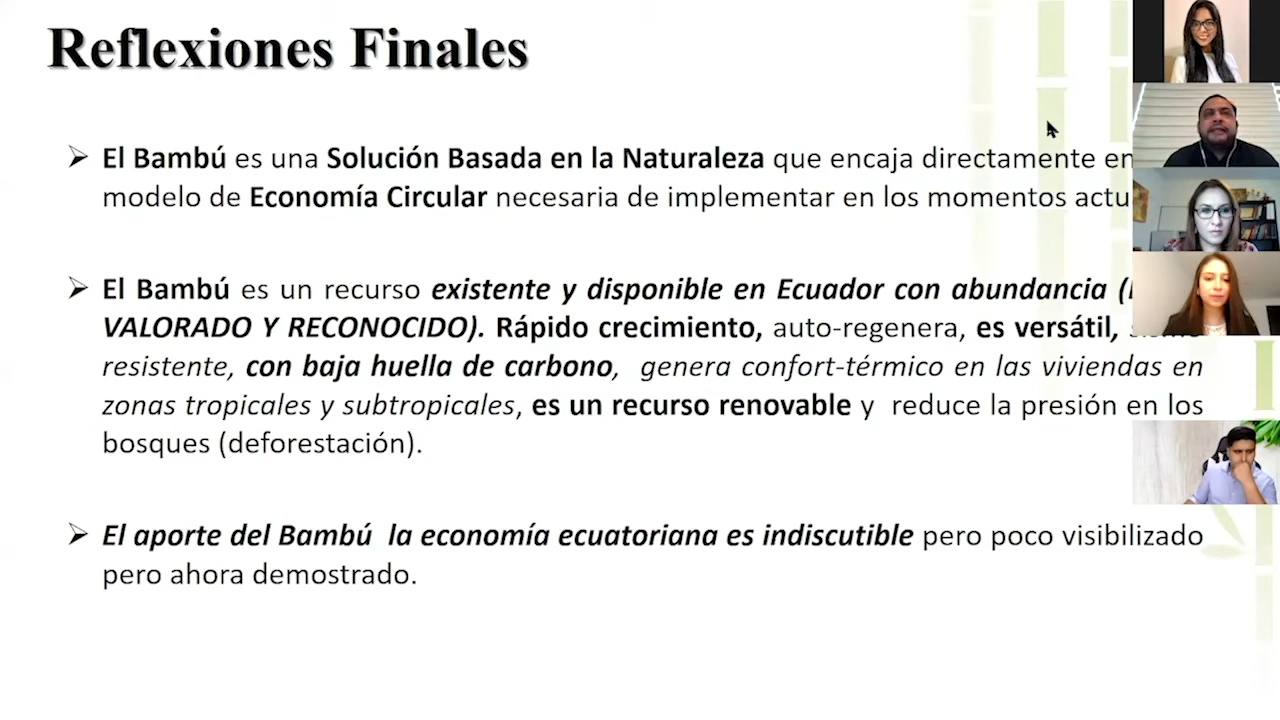 Reflexiones Finales
El Bambú es una Solución Basada en la Naturaleza que encaja directamente en
modelo de Economía Circular necesaria de implementar en los momentos
El Bambú es un recurso existente y disponible en Ecuador con abundancia (
VALORADO Y RECONOCIDO). Rápido crecimiento, auto-regenera, es versátil,
resistente, con baja huella de carbono, genera confort-térmico en las viviendas en
zonas tropicales y subtropicales, es un recurso renovable y reduce la presión en los
bosques (deforestación).
El aporte del Bambú la economía ecuatoriana es indiscutible pero poco visibilizado
pero ahora demostrado.